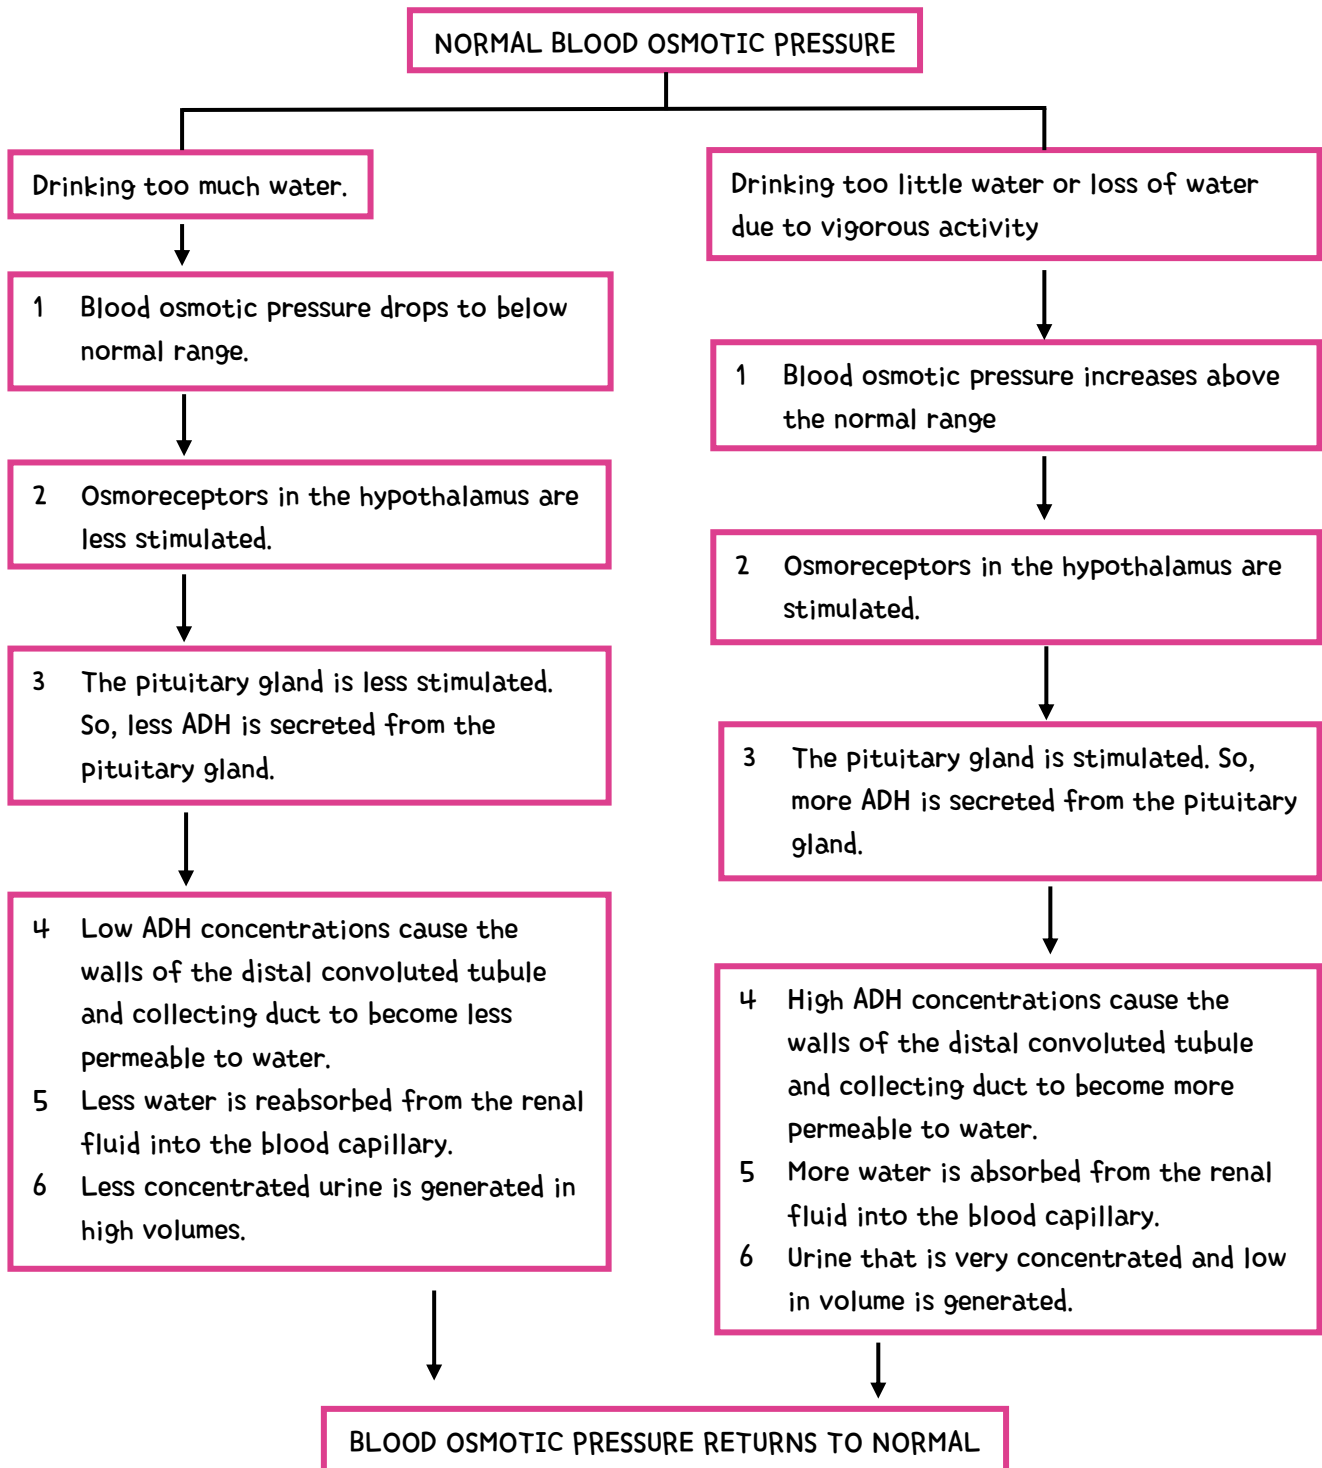 NORMAL BLOOD OSMOTIC PRESSURE
Drinking too much water.
1 Blood osmotic pressure drops to below
normal range.
2 Osmoreceptors in the hypothalamus are
less stimulated.
3 The pituitary gland is less stimulated.
So, less ADH is secreted from the
pituitary gland.
4 Low ADH concentrations cause the
walls of the distal convoluted tubule
and collecting duct to become less
permeable to water.
5 Less water is reabsorbed from the renal
fluid into the blood capillary.
6 Less concentrated urine is generated in
high volumes.
Drinking too little water or loss of water
due to vigorous activity
1 Blood osmotic pressure increases above
the normal range
2 Osmoreceptors in the hypothalamus are
stimulated.
3 The pituitary gland is stimulated. So,
more ADH is secreted from the pituitary
gland.
4 High ADH concentrations cause the
walls of the distal convoluted tubule
and collecting duct to become more
permeable to water.
5 More water is absorbed from the renal
fluid into the blood capillary.
6 Urine that is very concentrated and low
in volume is generated.
BLOOD OSMOTIC PRESSURE RETURNS TO NORMAL